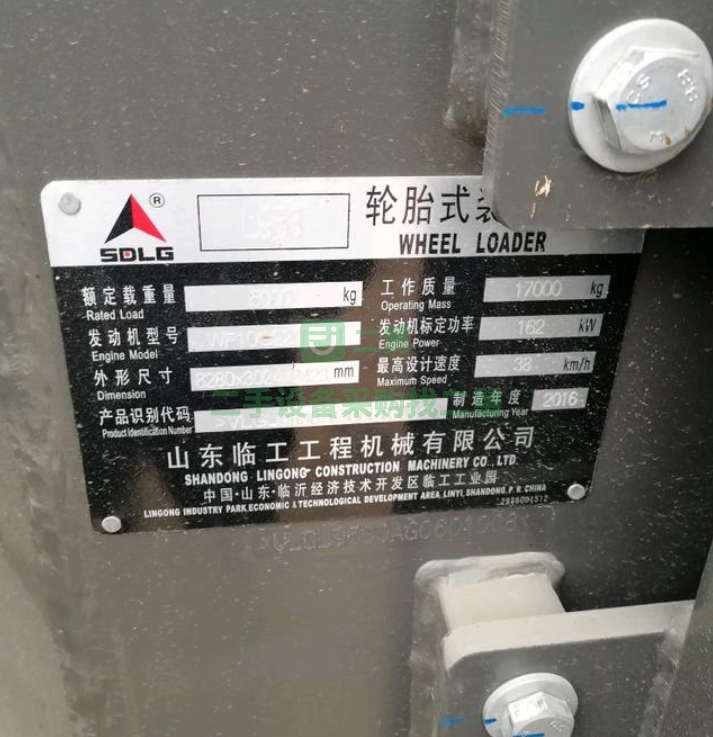 ® 轮胎式
SDLG WHEEL LOADER
额定载重量 kg 工作质量 17000 kg
Rated Load Operating Mass
发动机型号 发动机标定功率 162 kW
Engine Model Engine Power
外形尺寸 mm 最高设计速度 38 km/h
Dimension Maximum Speed
产品识别代码 制造年度 2016
Product Identification Number Manufacturing Year
二手设备采购找工程
山东临工工程机械有限公司
SHANDONG LINGONG CONSTRUCTION MACHINERY CO., LTD.
中国·山东·临沂经济技术开发区临工工业园
LINGONG INDUSTRY PARK, ECONOMIC & TECHNOLOGICAL DEVELOPMENT AREA, LINYI, SHANDONG, P. R. CHINA